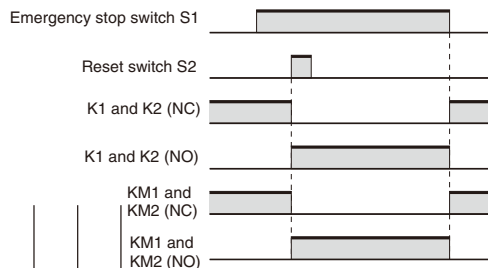 Emergency stop switch S1
Reset switch S2
K1 and K2 (NC)
K1 and K2 (NO)
KM1 and
KM2 (NC)
KM1 and
KM2 (NO)